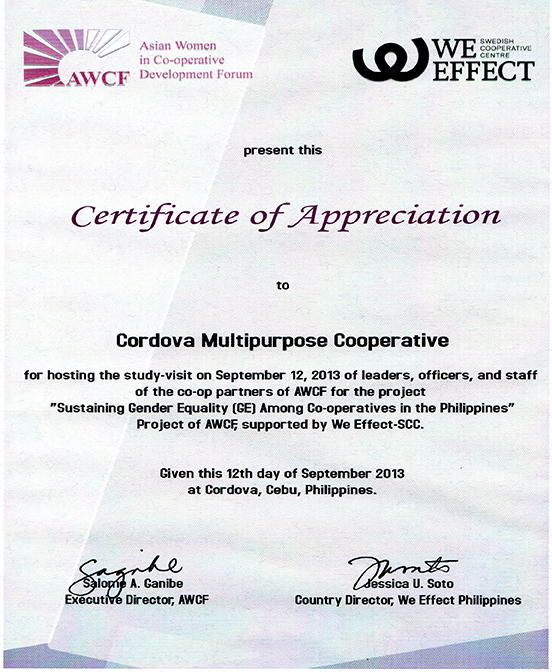 AWCF
Asian Women
in Co-operative
Development Forum
WE
EFFECT
SWEDISH
COOPERATIVE
CENTRE
present this
Certificate of Appreciation
to
Cordova Multipurpose Cooperative
for hosting the study-visit on September 12, 2013 of leaders, officers, and staff
of the co-op partners of AWCF for the project
"Sustaining Gender Equality (GE) Among Co-operatives in the Philippines"
Project of AWCF, supported by We Effect-SCC.
Given this 12th day of September 2013
at Cordova, Cebu, Philippines.
Salome A. Ganibe
Executive Director, AWCF
Jessica U. Soto
Country Director, We Effect Philippines